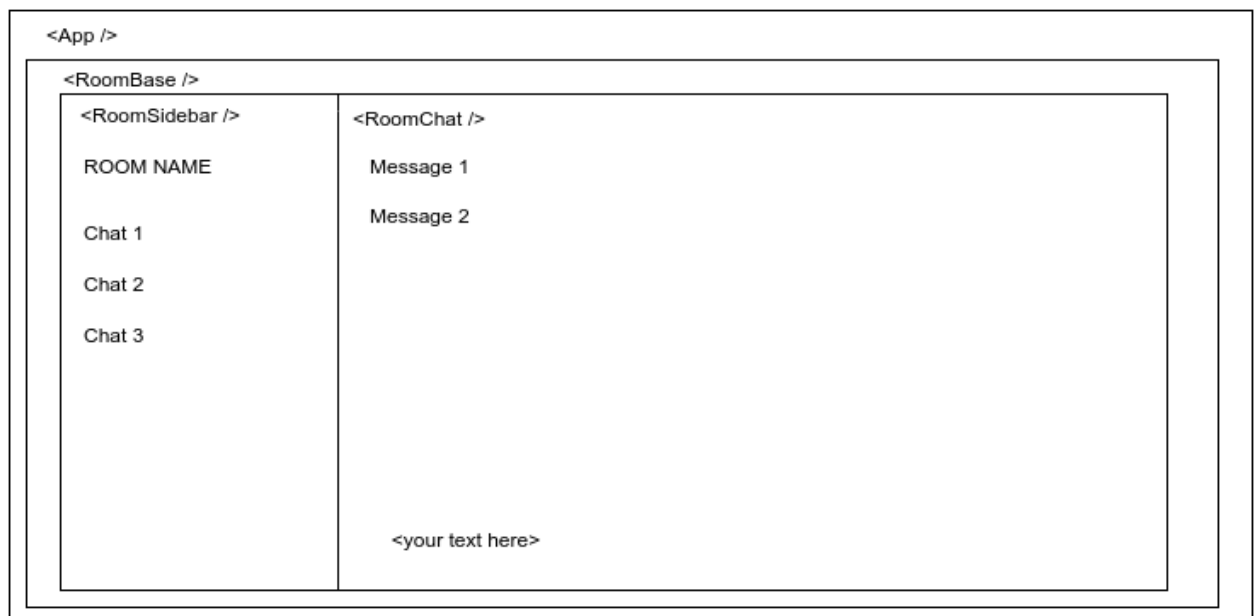 <App />
<RoomBase />
<RoomSidebar />
ROOM NAME
Chat 1
Chat 2
Chat 3
<RoomChat />
Message 1
Message 2
<your text here>